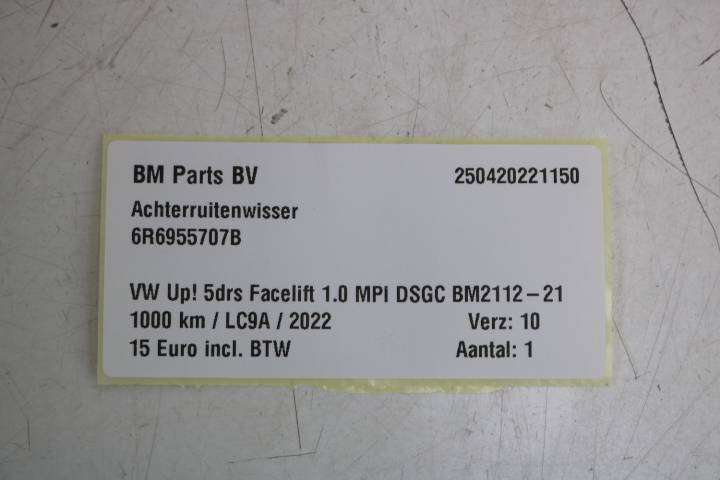 BM Parts BV 250420221150
Achterruitenwisser
6R6955707B
VW Up! 5drs Facelift 1.0 MPI DSGC BM2112-21
1000 km / LC9A / 2022 Verz: 10
15 Euro incl. BTW Aantal: 1